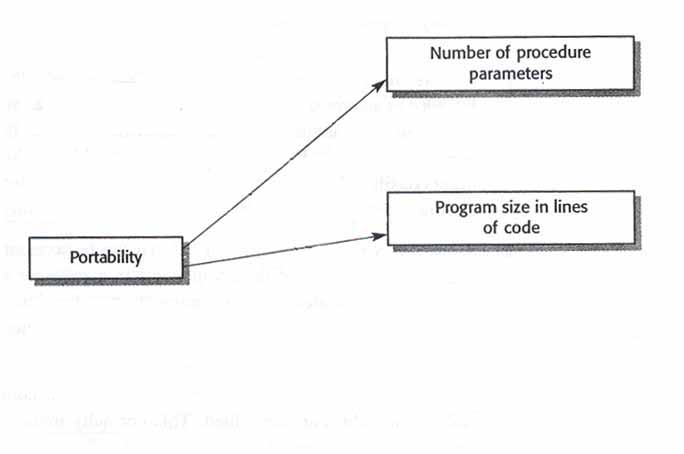 Number of procedure
parameters
Program size in lines
of code
Portability